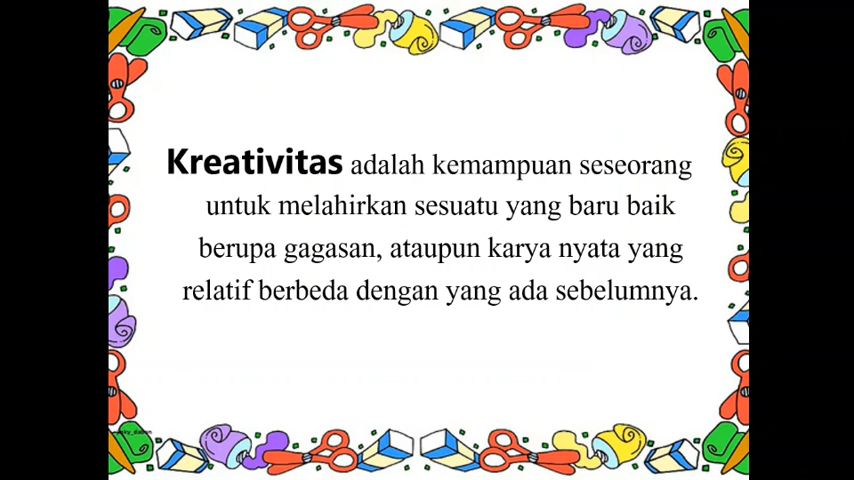 Kreativitas adalah kemampuan seseorang
untuk melahirkan sesuatu yang baru baik
berupa gagasan, ataupun karya nyata yang
relatif berbeda dengan yang ada sebelumnya.